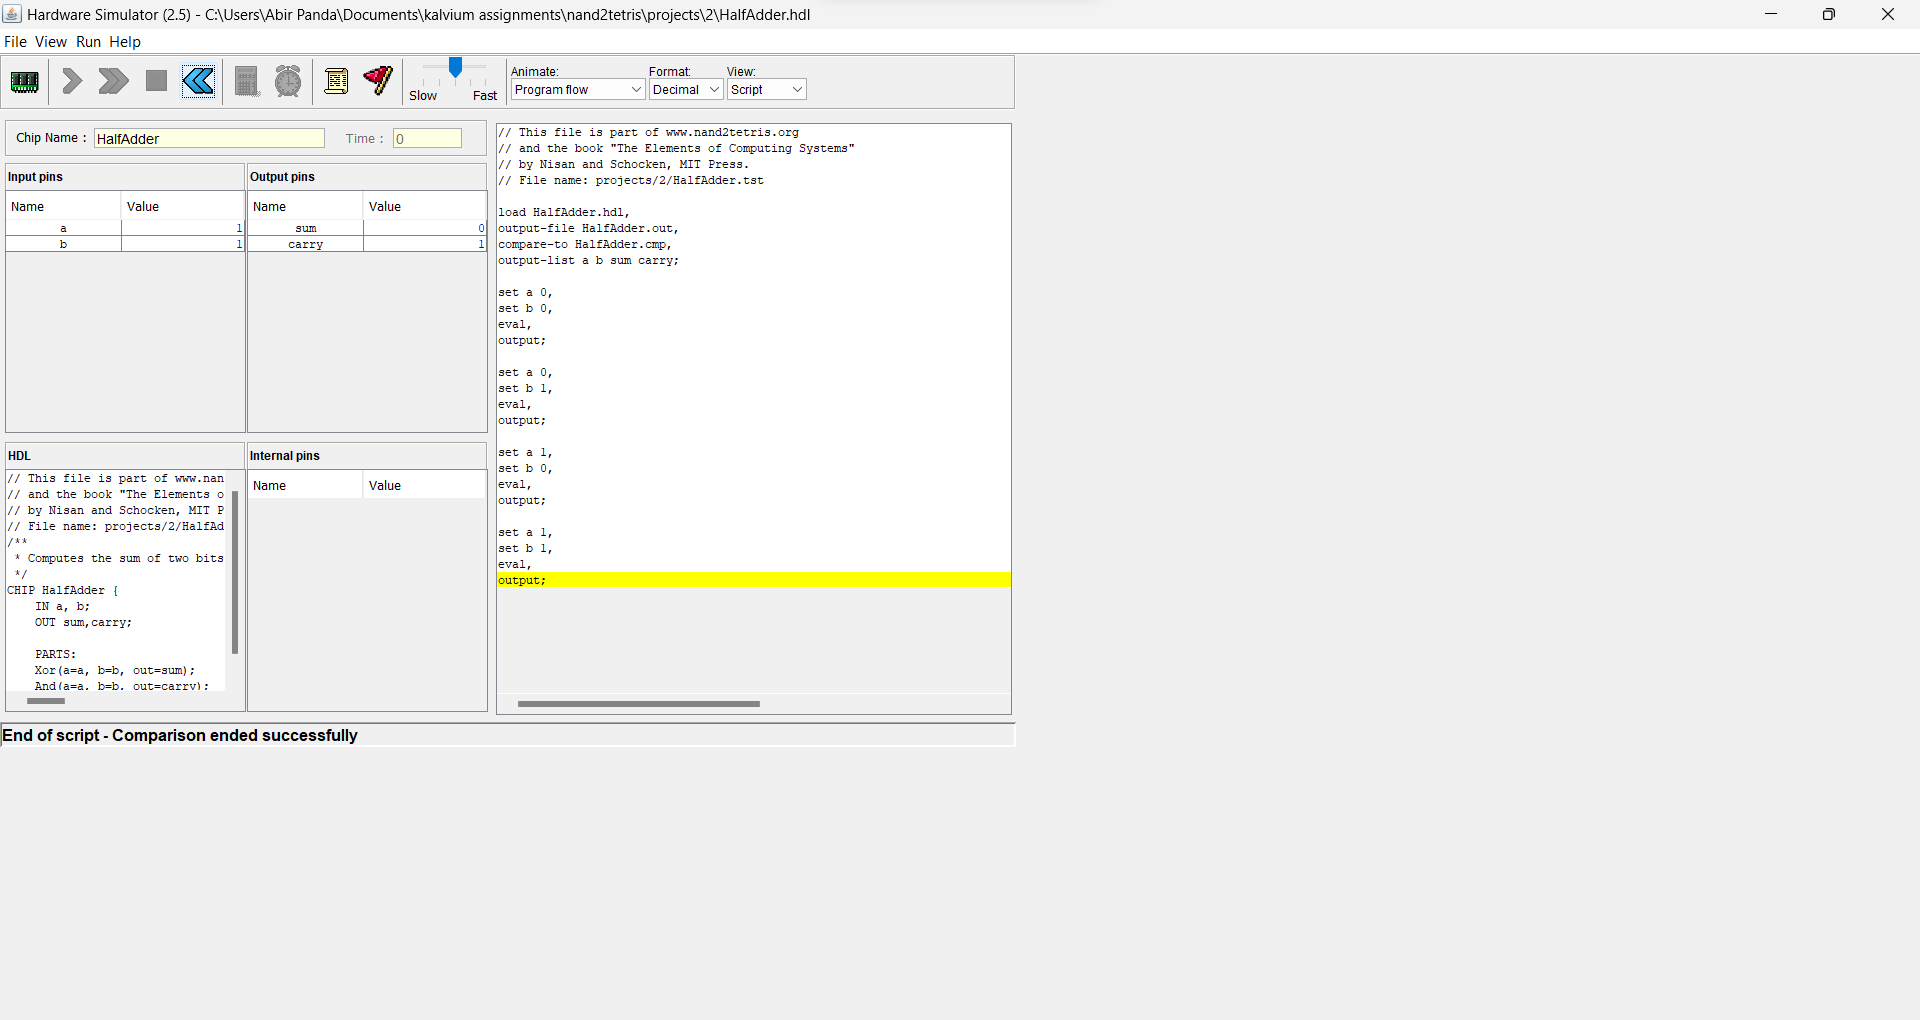 Hardware Simulator (2.5) - C:\Users\Abir Panda\Documents\kalvium assignments\nand2tetris\projects\2\HalfAdder.hdl
File View Run Help
Slow Fast
Animate: Format: View:
Program flow Decimal Script
Chip Name : HalfAdder Time : 0
Input pins
Name Value
a 1
b 1
Output pins
Name Value
sum 0
carry 1
HDL
// This file is part of www.nan
// and the book "The Elements o
// by Nisan and Schocken, MIT P
// File name: projects/2/HalfAd
/**
* Computes the sum of two bits
*/
CHIP HalfAdder {
IN a, b;
OUT sum,carry;
PARTS:
Xor(a=a, b=b, out=sum);
And(a=a, b=b, out=carry);
Internal pins
Name Value
// This file is part of www.nand2tetris.org
// and the book "The Elements of Computing Systems"
// by Nisan and Schocken, MIT Press.
// File name: projects/2/HalfAdder.tst
load HalfAdder.hdl,
output-file HalfAdder.out,
compare-to HalfAdder.cmp,
output-list a b sum carry;
set a 0,
set b 0,
eval,
output;
set a 0,
set b 1,
eval,
output;
set a 1,
set b 0,
eval,
output;
set a 1,
set b 1,
eval,
output;
End of script - Comparison ended successfully